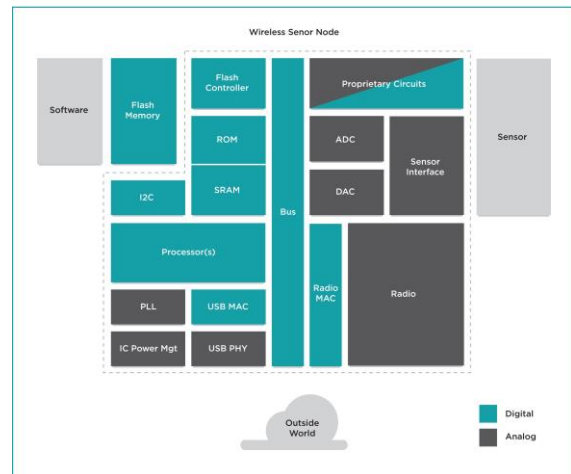 Wireless Senor Node
Software
Flash
Memory
Flash
Controller
ROM
SRAM
I2C
Processor(s)
PLL
USB MAC
IC Power Mgt
USB PHY
Bus
Proprietary Circuits
ADC
DAC
Sensor
Interface
Radio
MAC
Radio
Sensor
Outside
World
Digital
Analog